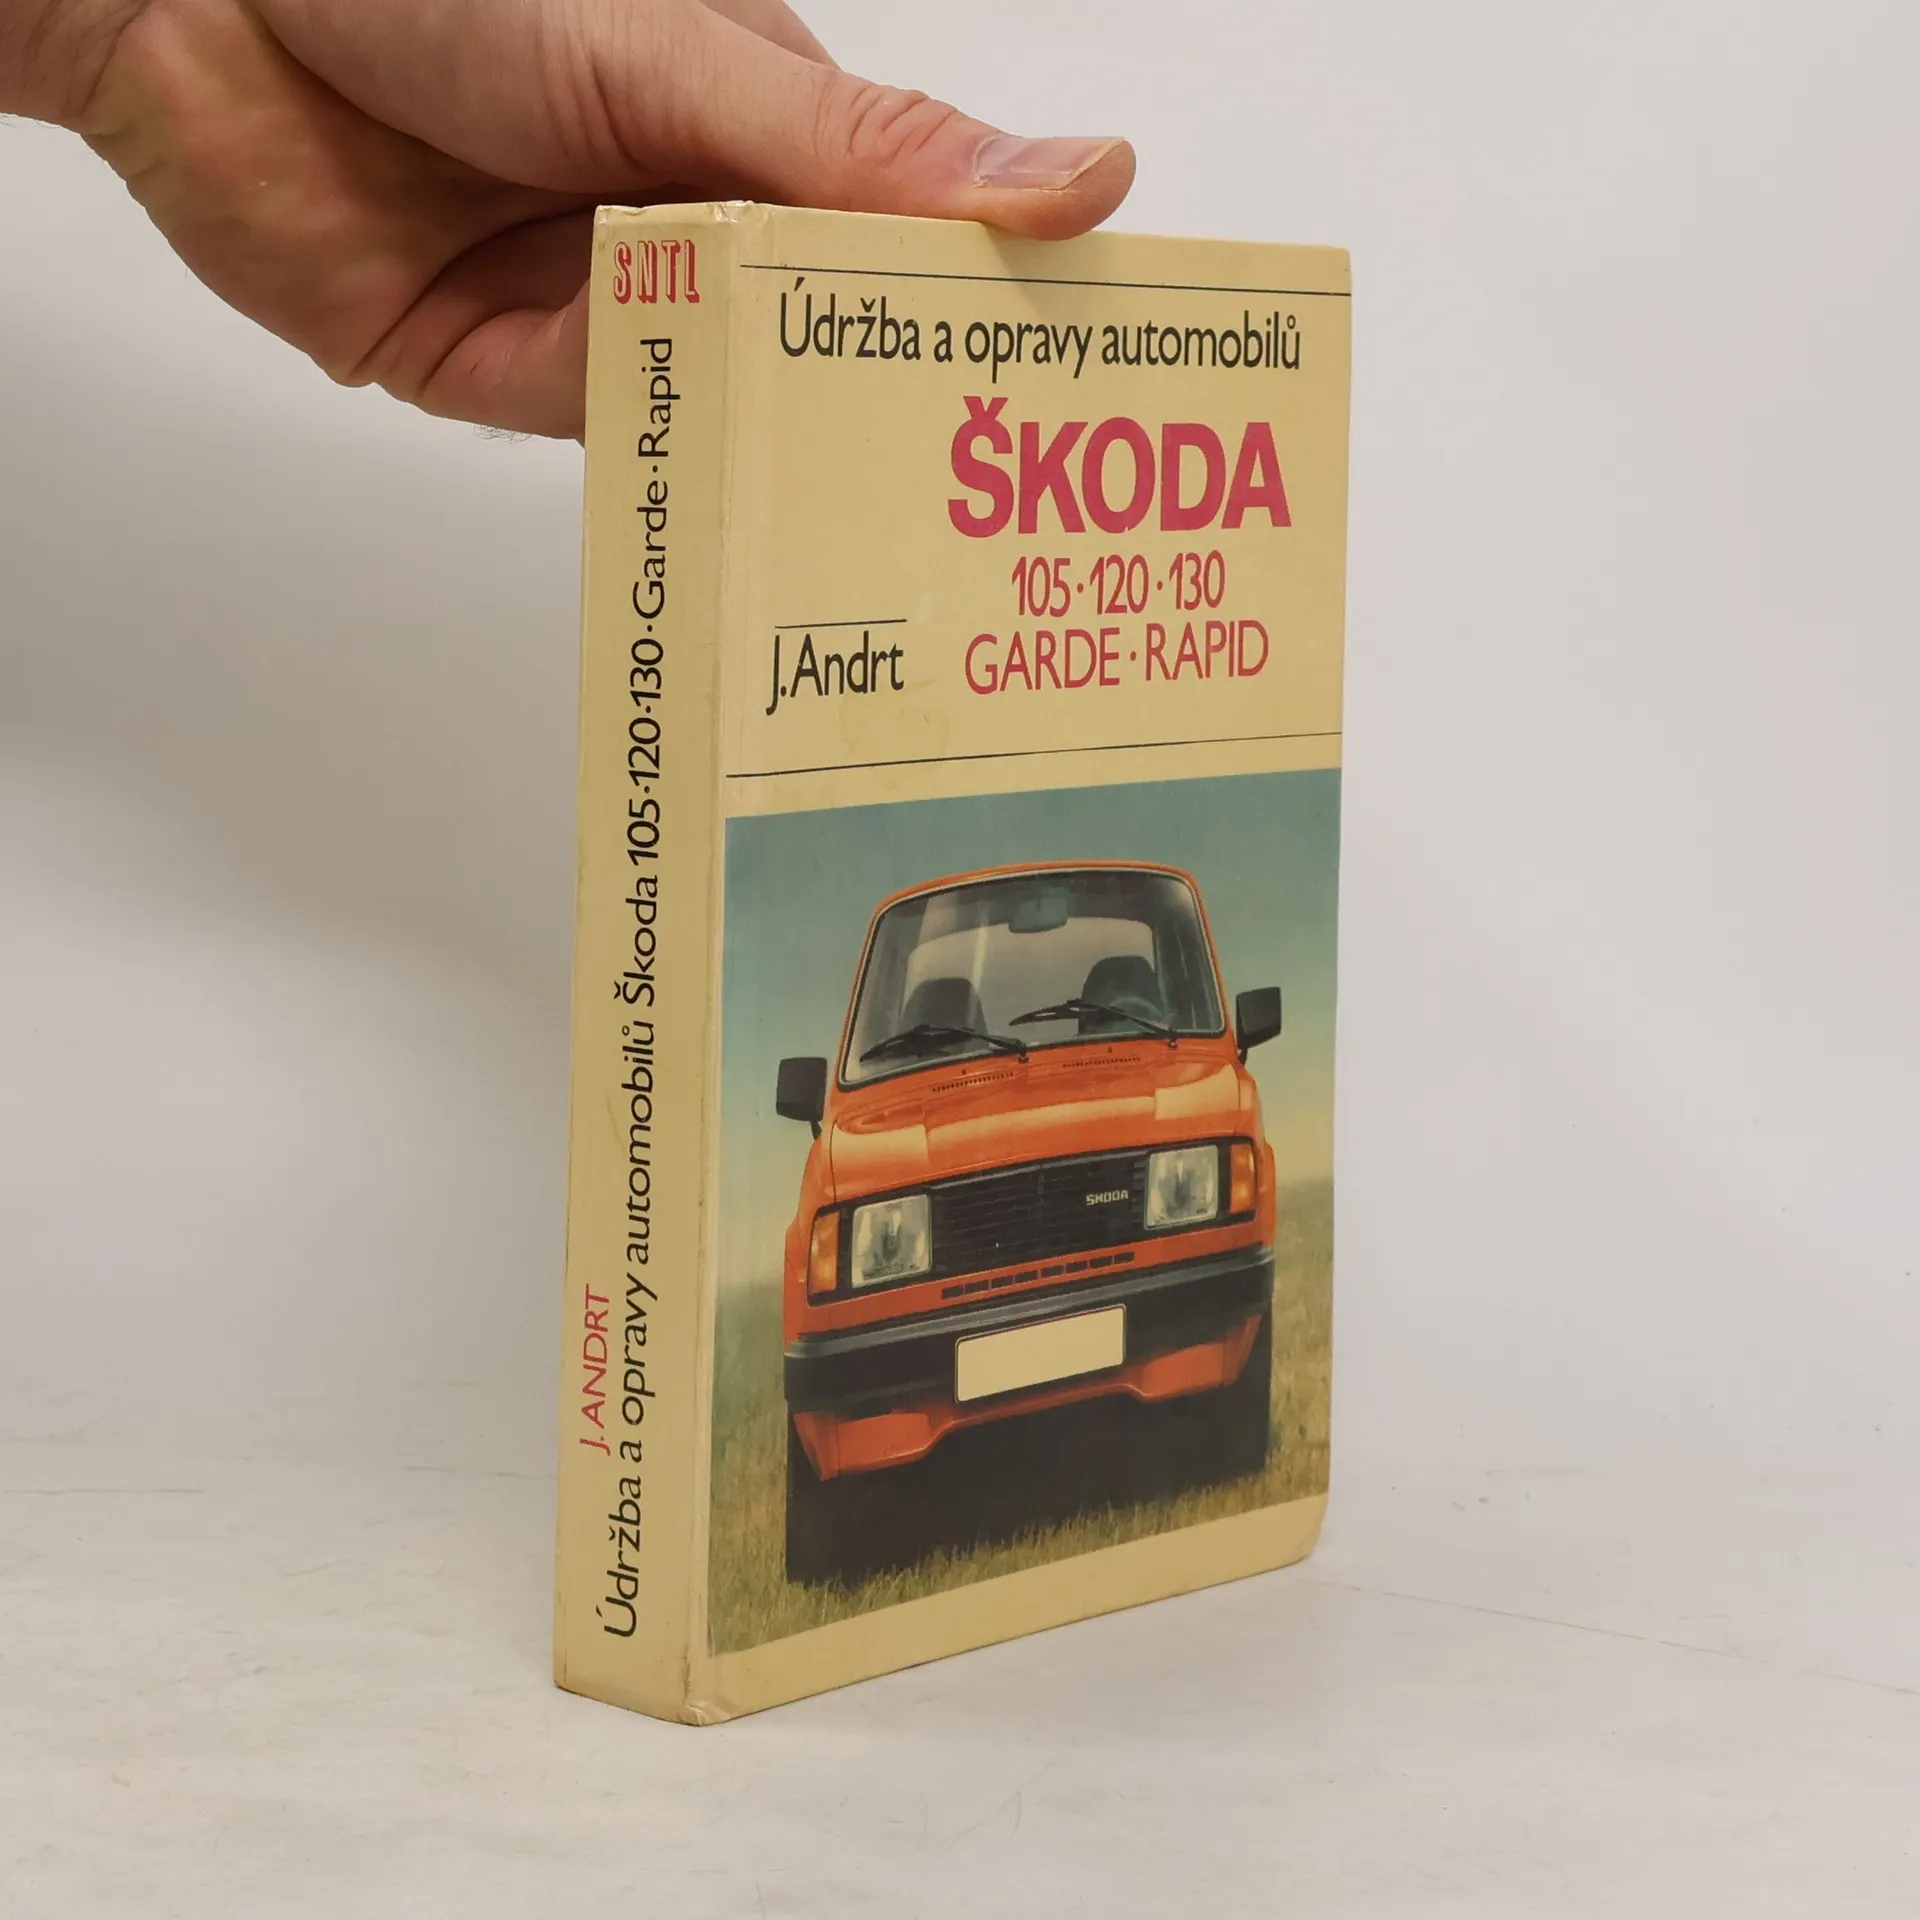 SNTL
J. ANDRT
Údržba a opravy automobilů Škoda 105·120·130·Garde·Rapid
Údržba a opravy automobilů
ŠKODA
105·120·130
GARDE·RAPID
J. Andrt
SKODA